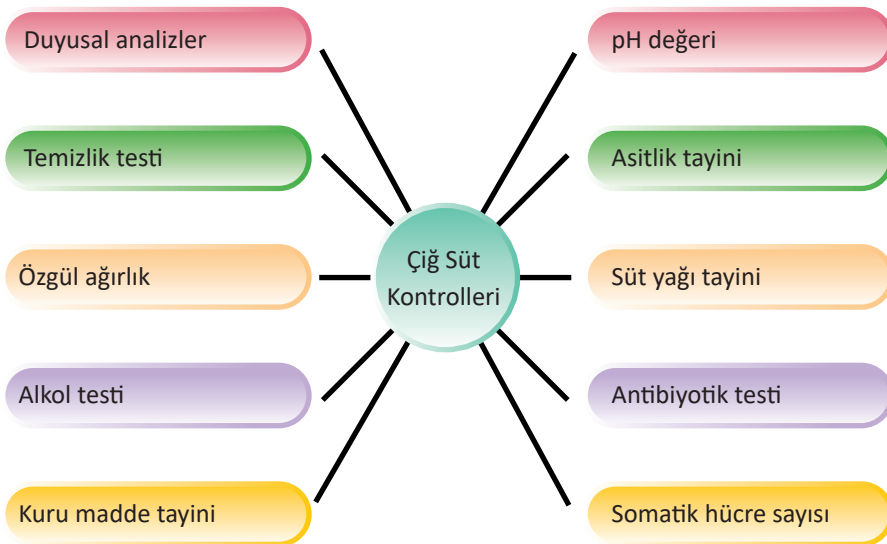 Duyusal analizler
Temizlik testi
Özgül ağırlık
Alkol testi
Kuru madde tayini
Çiğ Süt
Kontrolleri
pH değeri
Asitlik tayini
Süt yağı tayini
Antibiyotik testi
Somatik hücre sayısı